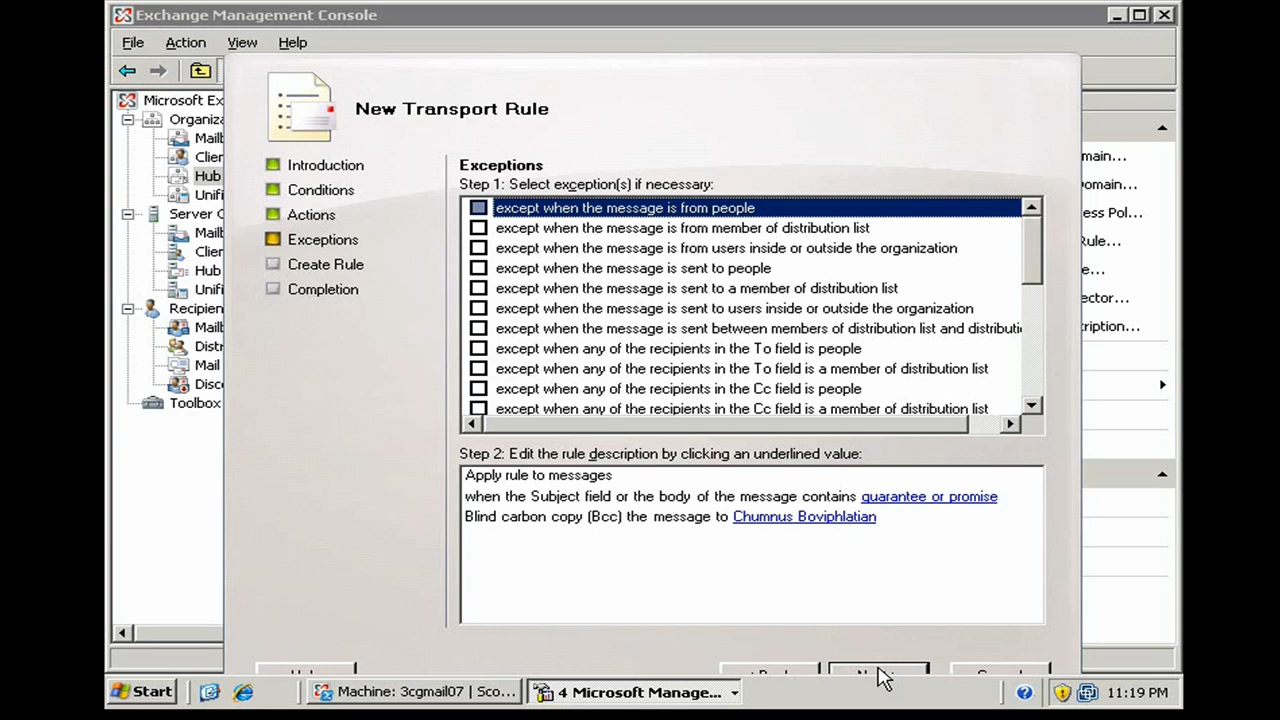 Exchange Management Console
File Action View Help
New Transport Rule
Microsoft Ex
Organiza
Mailb
Clien
Hub
Unifi
Server C
Mailb
Clien
Hub
Unifi
Recipien
Mailb
Distr
Mail
Disco
Toolbox
Introduction
Conditions
Actions
Exceptions
Create Rule
Completion
Exceptions
Step 1: Select exception(s) if necessary:
except when the message is from people
except when the message is from member of distribution list
except when the message is from users inside or outside the organization
except when the message is sent to people
except when the message is sent to a member of distribution list
except when the message is sent to users inside or outside the organization
except when the message is sent between members of distribution list and distributi
except when any of the recipients in the To field is people
except when any of the recipients in the To field is a member of distribution list
except when any of the recipients in the Cc field is people
except when any of the recipients in the Cc field is a member of distribution list
Step 2: Edit the rule description by clicking an underlined value:
Apply rule to messages
when the Subject field or the body of the message contains guarantee or promise
Blind carbon copy (Bcc) the message to Chumnus Boviphlatian
main...
omain...
ess Pol...
Rule...
e...
ector...
ription...
Start
Machine: 3cgmail07 | Sco...
4 Microsoft Manage...
11:19 PM